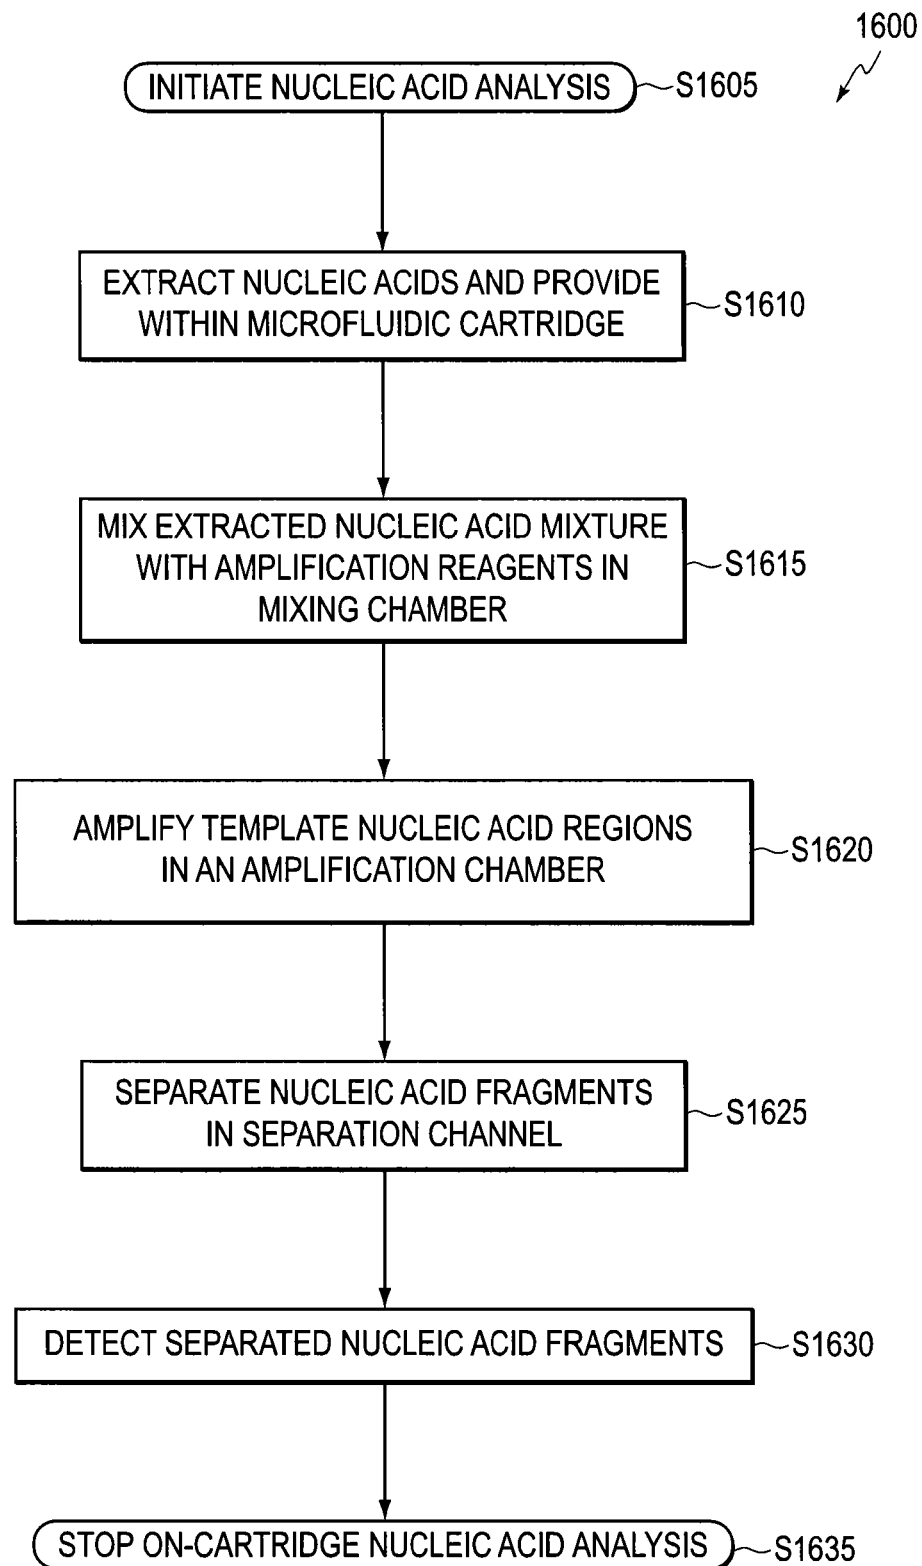 1600
INITIATE NUCLEIC ACID ANALYSIS
S1605
EXTRACT NUCLEIC ACIDS AND PROVIDE
WITHIN MICROFLUIDIC CARTRIDGE
S1610
MIX EXTRACTED NUCLEIC ACID MIXTURE
WITH AMPLIFICATION REAGENTS IN
MIXING CHAMBER
S1615
AMPLIFY TEMPLATE NUCLEIC ACID REGIONS
IN AN AMPLIFICATION CHAMBER
S1620
SEPARATE NUCLEIC ACID FRAGMENTS
IN SEPARATION CHANNEL
S1625
DETECT SEPARATED NUCLEIC ACID FRAGMENTS
S1630
STOP ON-CARTRIDGE NUCLEIC ACID ANALYSIS
S1635